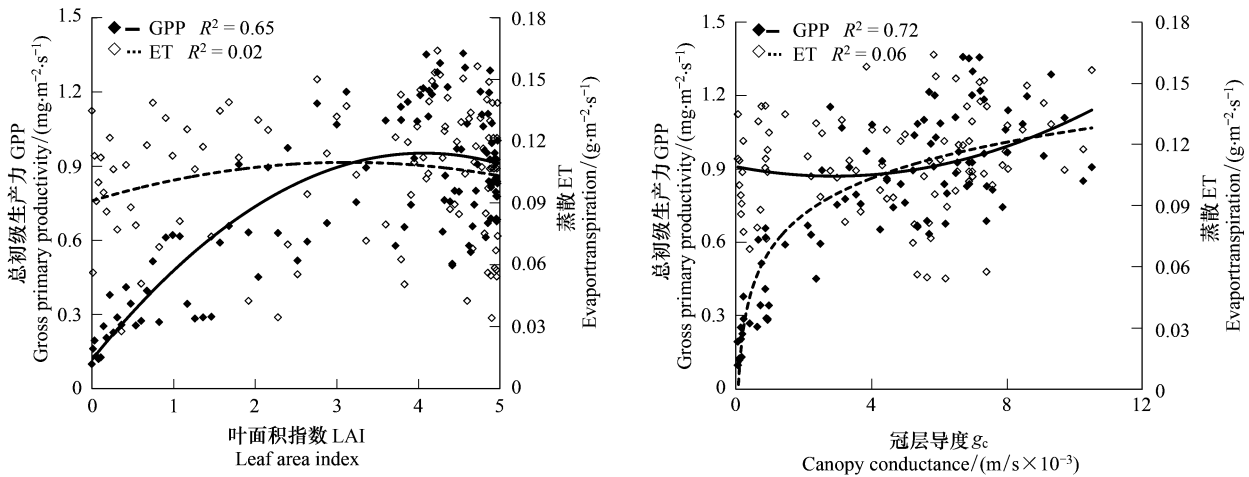 总初级生产力 GPP
Gross primary productivity/(mg·m⁻²·s⁻¹)
1.5
1.2
0.9
0.6
0.3
0
GPP R² = 0.65
ET R² = 0.02
0.18
0.15
0.12
0.09
0.06
0.03
0
蒸散 ET
Evaportranspiration/(g·m⁻²·s⁻¹)
0 1 2 3 4 5
叶面积指数 LAI
Leaf area index
总初级生产力 GPP
Gross primary productivity/(mg·m⁻²·s⁻¹)
1.5
1.2
0.9
0.6
0.3
0
GPP R² = 0.72
ET R² = 0.06
0.18
0.15
0.12
0.09
0.06
0.03
0
蒸散 ET
Evaportranspiration/(g·m⁻²·s⁻¹)
0 4 8 12
冠层导度 gc
Canopy conductance/(m/s×10⁻³)